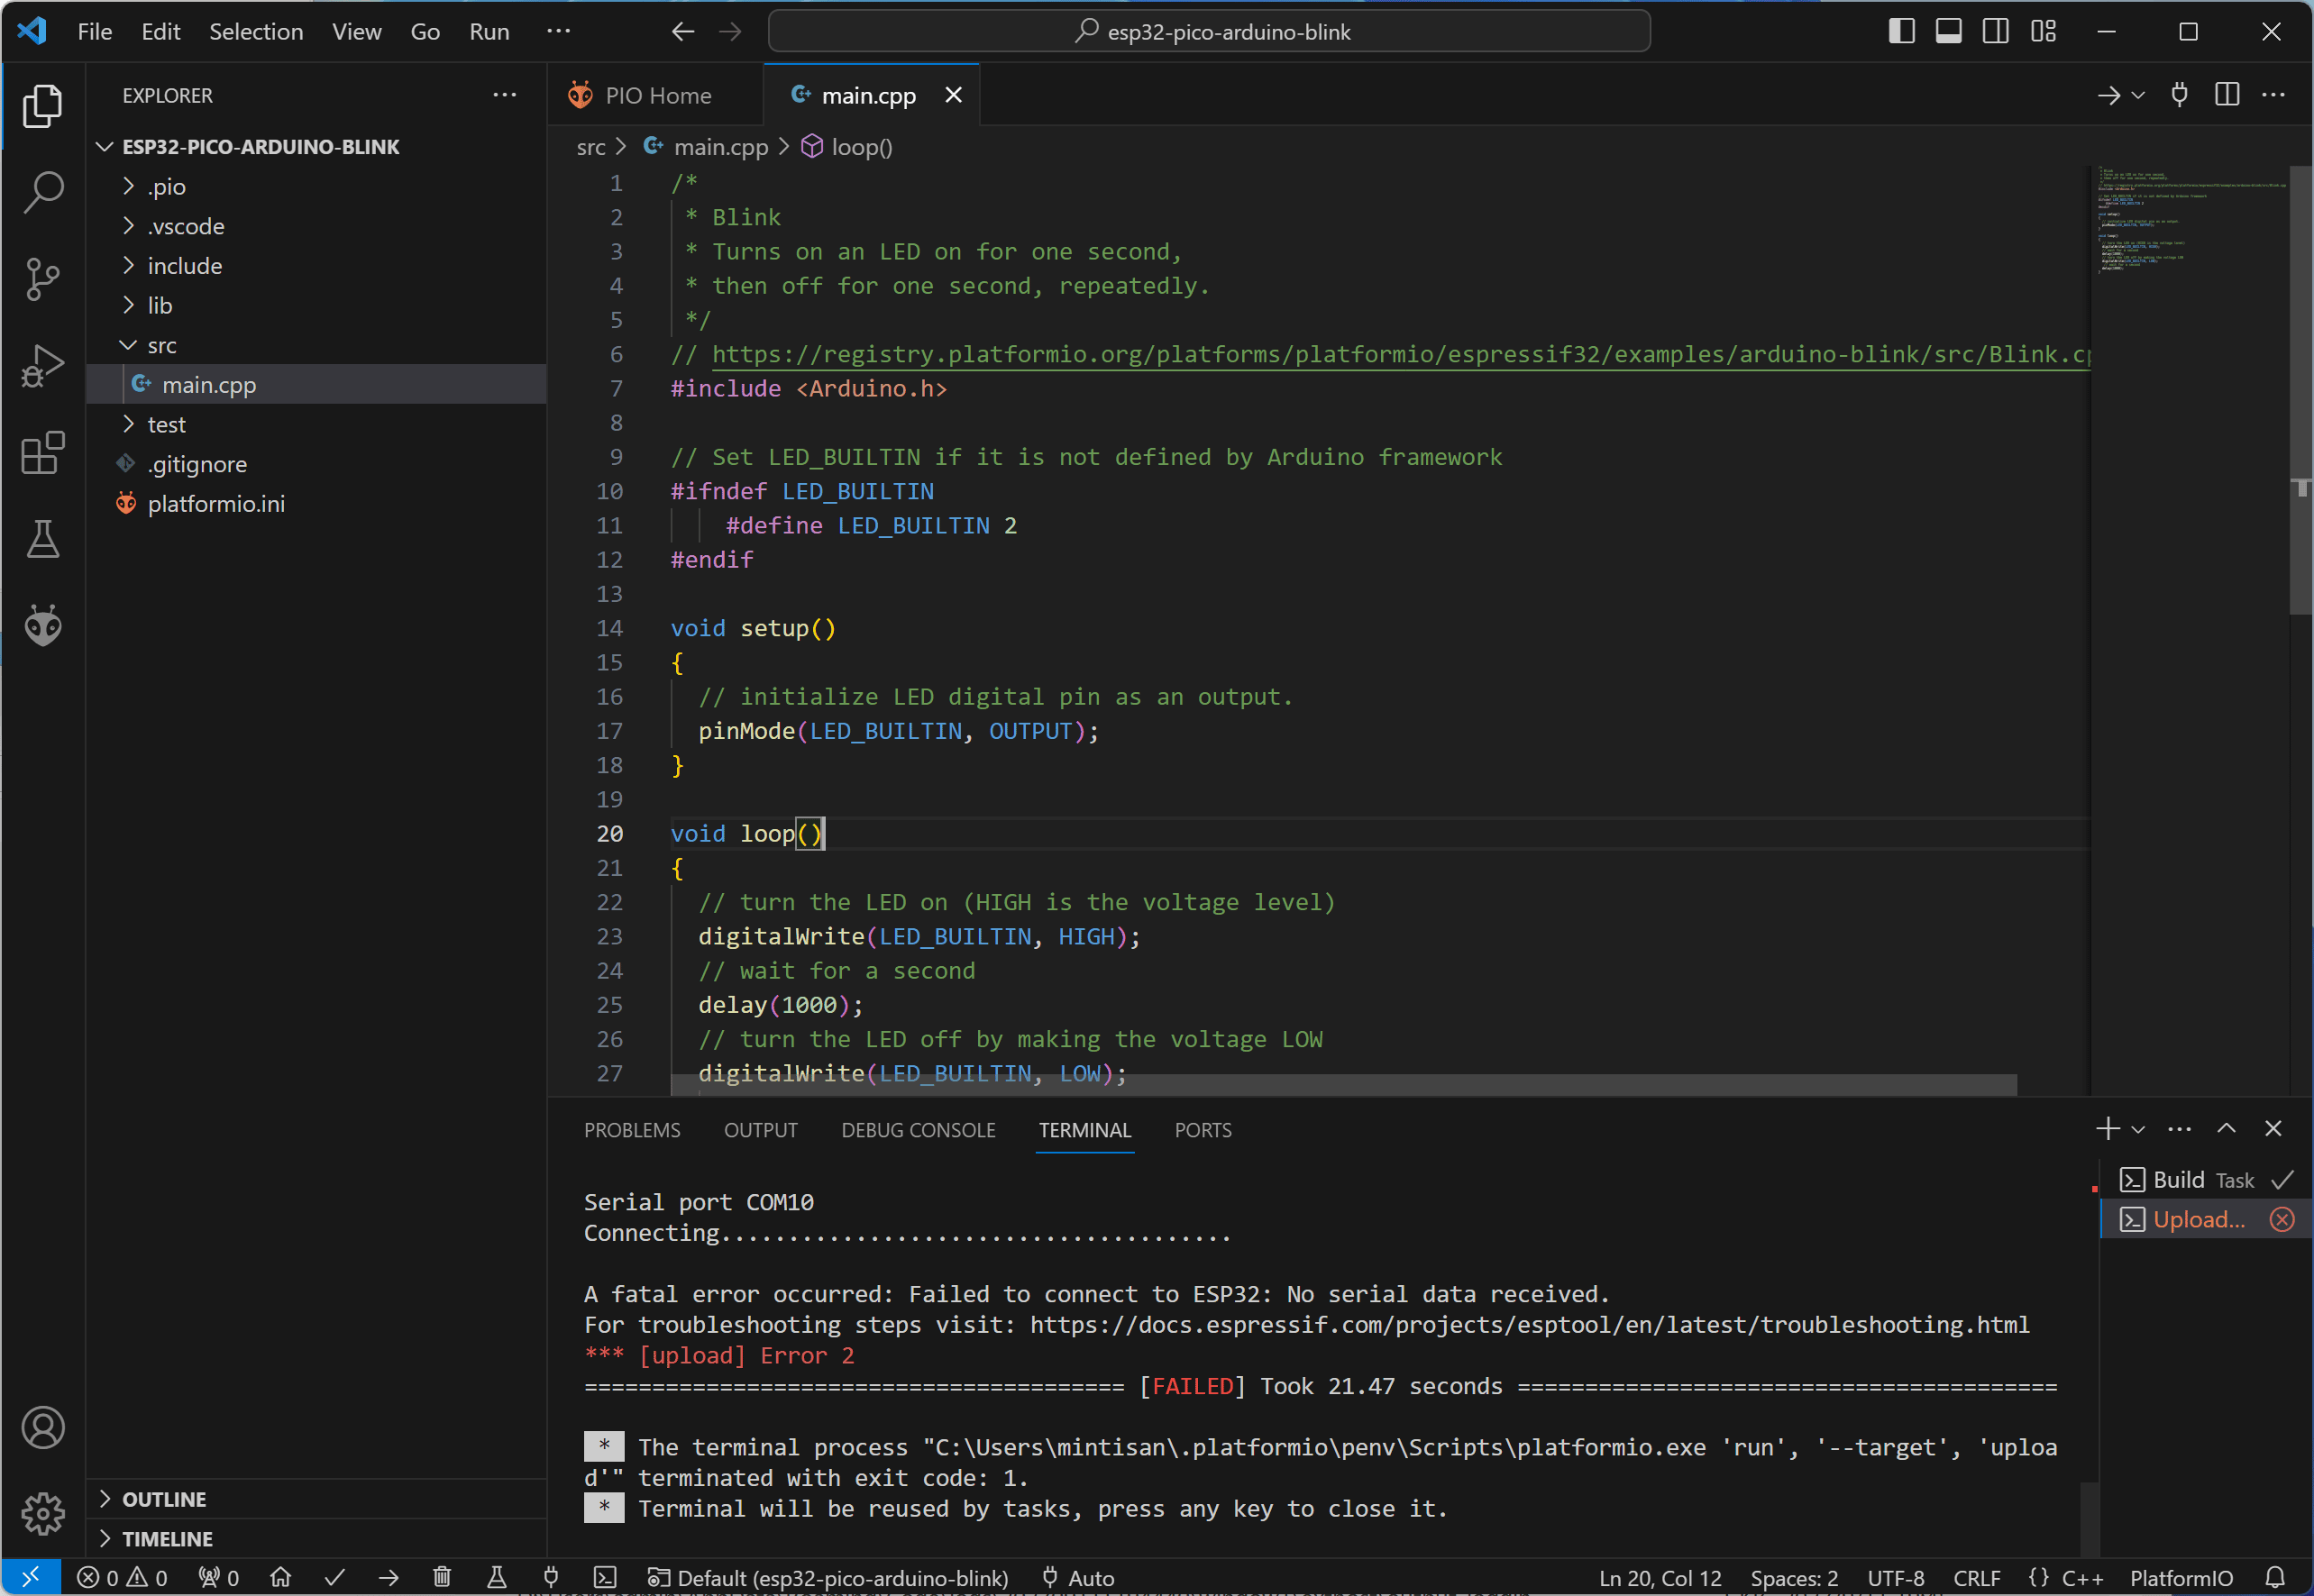 File Edit Selection View Go Run ··· esp32-pico-arduino-blink
EXPLORER
ESP32-PICO-ARDUINO-BLINK
.pio
.vscode
include
lib
src
main.cpp
test
.gitignore
platformio.ini
OUTLINE
TIMELINE
PIO Home main.cpp
src > main.cpp > loop()
1 /*
2  * Blink
3  * Turns on an LED on for one second,
4  * then off for one second, repeatedly.
5  */
6 // https://registry.platformio.org/platforms/platformio/espressif32/examples/arduino-blink/src/Blink.cp
7 #include <Arduino.h>
8
9 // Set LED_BUILTIN if it is not defined by Arduino framework
10 #ifndef LED_BUILTIN
11     #define LED_BUILTIN 2
12 #endif
13
14 void setup()
15 {
16   // initialize LED digital pin as an output.
17   pinMode(LED_BUILTIN, OUTPUT);
18 }
19
20 void loop()
21 {
22   // turn the LED on (HIGH is the voltage level)
23   digitalWrite(LED_BUILTIN, HIGH);
24   // wait for a second
25   delay(1000);
26   // turn the LED off by making the voltage LOW
27   digitalWrite(LED_BUILTIN, LOW);
PROBLEMS OUTPUT DEBUG CONSOLE TERMINAL PORTS
Serial port COM10
Connecting......................................
A fatal error occurred: Failed to connect to ESP32: No serial data received.
For troubleshooting steps visit: https://docs.espressif.com/projects/esptool/en/latest/troubleshooting.html
*** [upload] Error 2
======================================== [FAILED] Took 21.47 seconds ========================================
 *  The terminal process "C:\Users\mintisan\.platformio\penv\Scripts\platformio.exe 'run', '--target', 'uploa
d'" terminated with exit code: 1.
 *  Terminal will be reused by tasks, press any key to close it.
Build Task
Upload...
0 0 0 Default (esp32-pico-arduino-blink) Auto Ln 20, Col 12 Spaces: 2 UTF-8 CRLF {} C++ PlatformIO